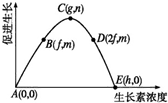 促进生长
C(g,n)
B(f,m)
D(2f,m)
A(0,0)
E(h,0)
生长素浓度